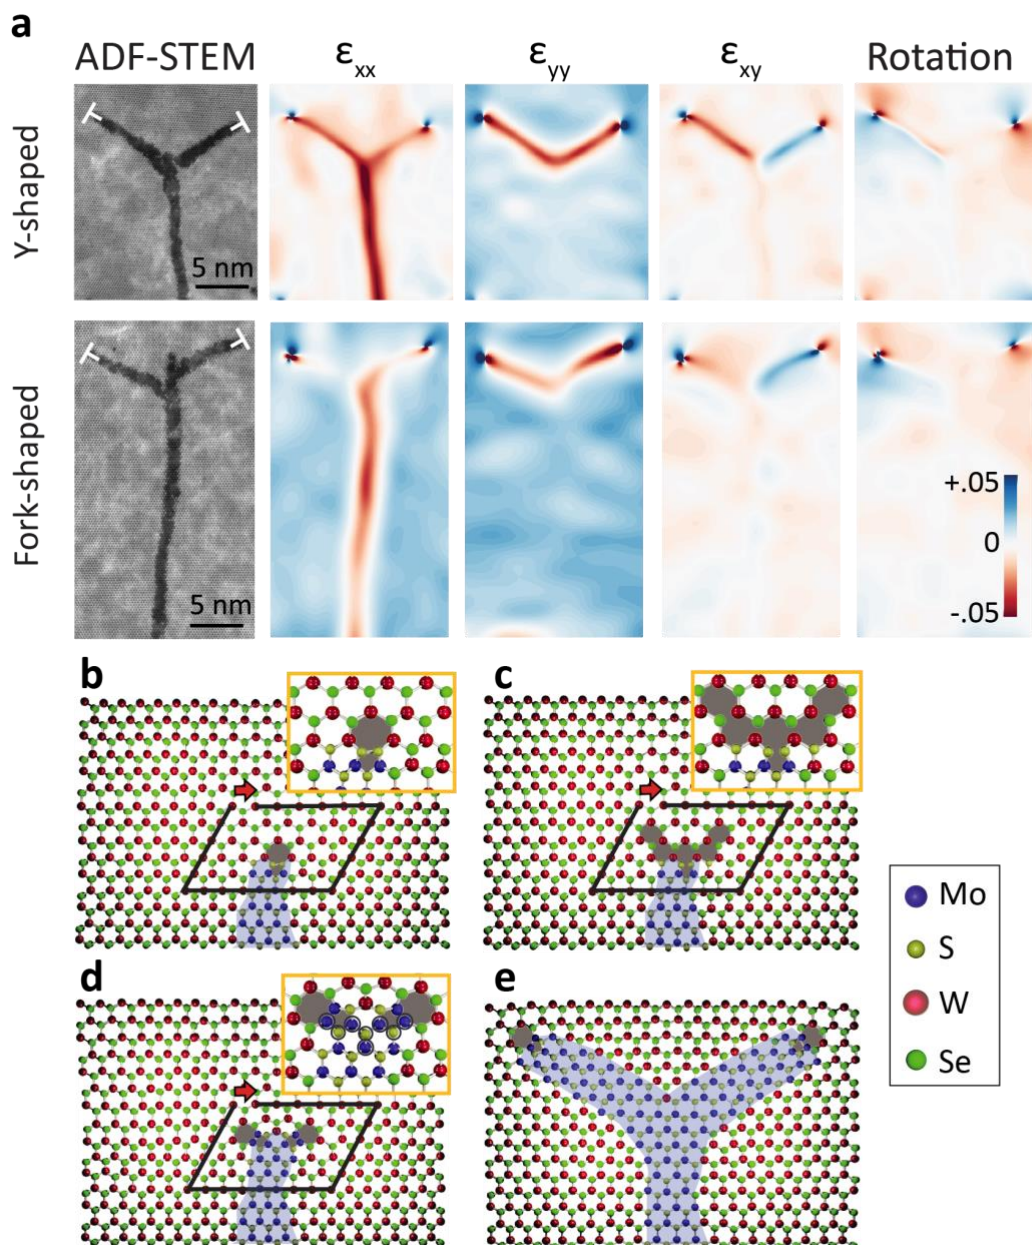 a
ADF-STEM εxx εyy εxy Rotation
Y-shaped
5 nm
Fork-shaped
5 nm
+.05
0
-.05
b
c
d
e
Mo
S
W
Se